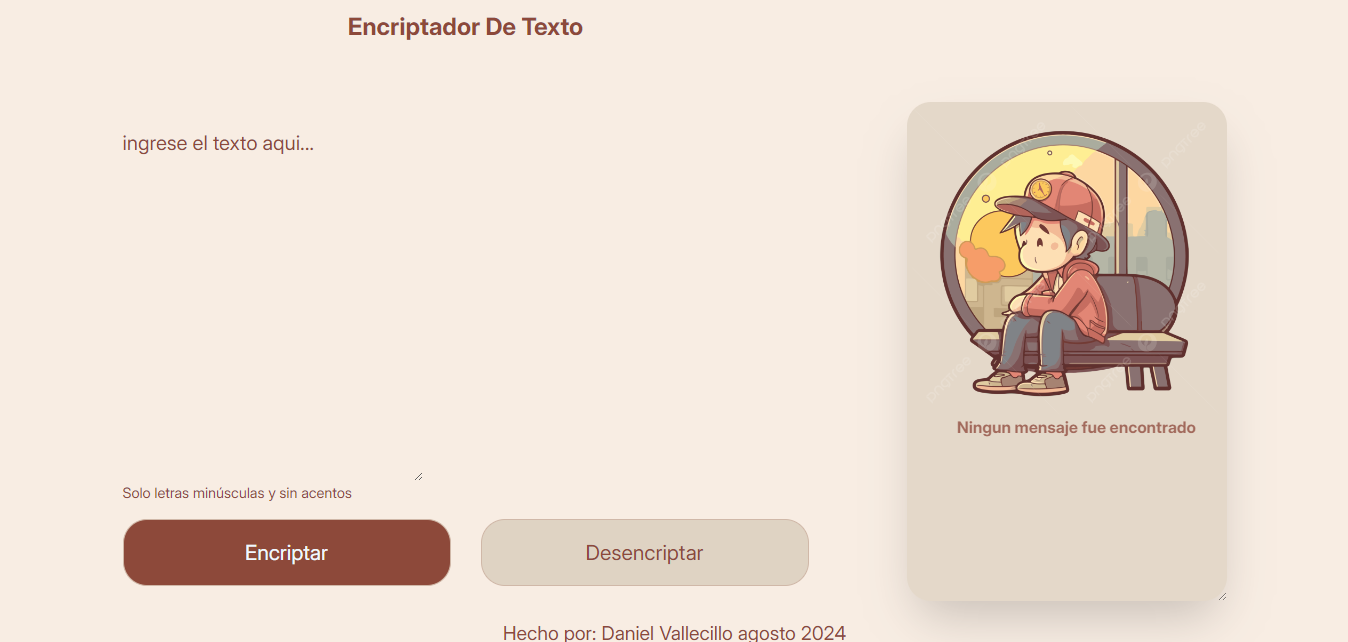 Encriptador De Texto
ingrese el texto aqui...
Solo letras minúsculas y sin acentos
Encriptar
Desencriptar
Ningun mensaje fue encontrado
Hecho por: Daniel Vallecillo agosto 2024